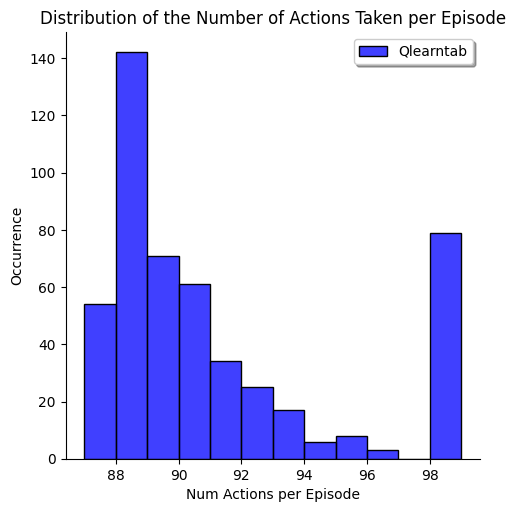 Distribution of the Number of Actions Taken per Episode
Qlearntab
140
120
100
80
60
40
20
0
Occurrence
88 90 92 94 96 98
Num Actions per Episode